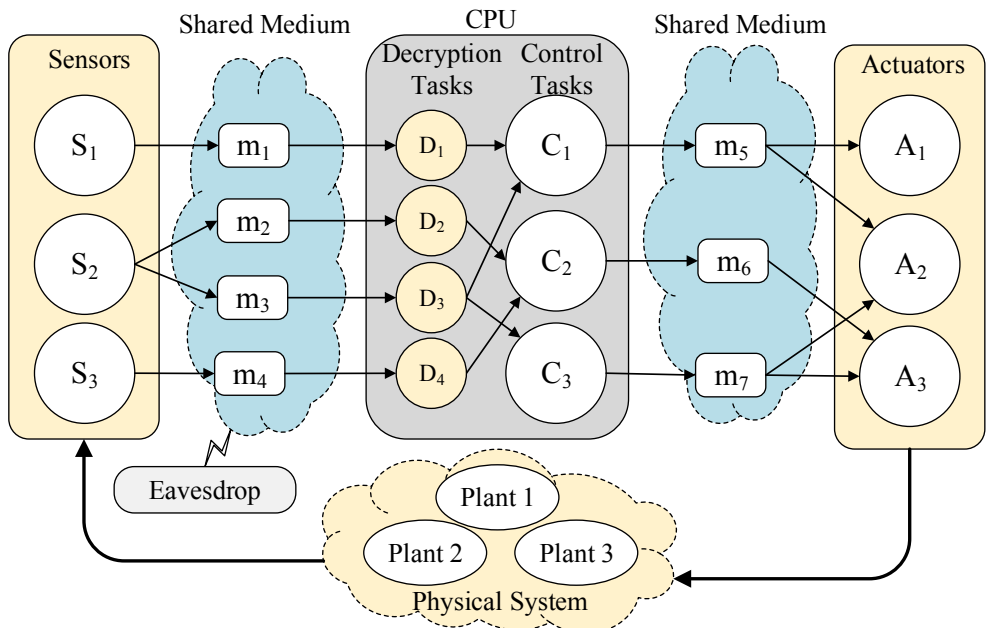 Shared Medium
CPU
Shared Medium
Sensors
Decryption
Tasks
Control
Tasks
Actuators
S1
m1
D1
C1
m5
A1
S2
m2
D2
C2
m6
A2
m3
D3
S3
m4
D4
C3
m7
A3
Eavesdrop
Plant 1
Plant 2
Plant 3
Physical System